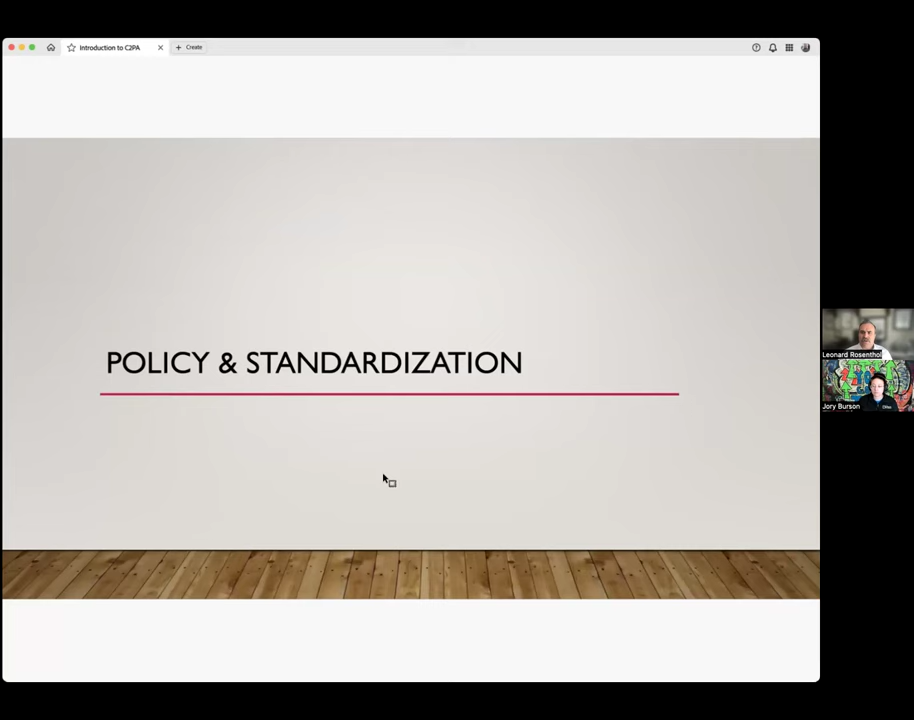 Introduction to C2PA
Create
POLICY & STANDARDIZATION
Leonard Rosenthol
Jory Burson